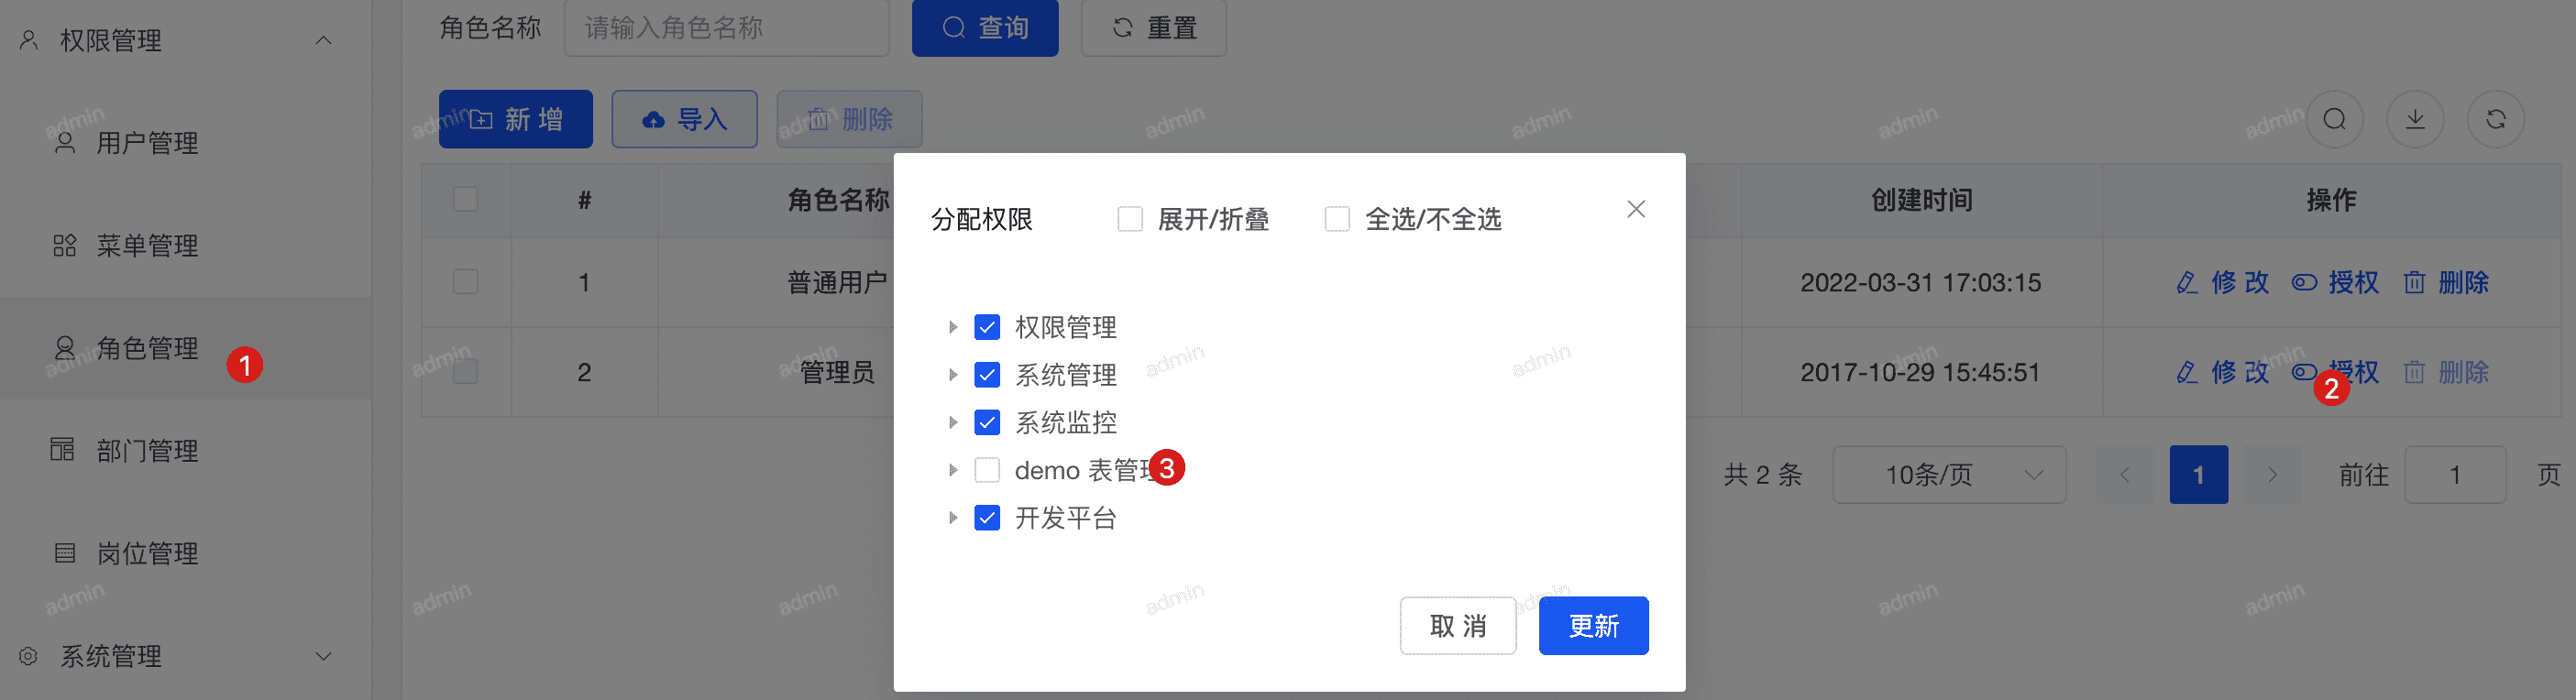 权限管理
用户管理
菜单管理
角色管理 1
部门管理
岗位管理
系统管理
角色名称 请输入角色名称 查询 重置
新 增 导入 删除
# 角色名称 创建时间 操作
1 普通用户 2022-03-31 17:03:15 修 改 授权 删除
2 管理员 2017-10-29 15:45:51 修 改 授权 删除
2
共 2 条 10条/页 1 前往 1 页
分配权限 展开/折叠 全选/不全选
权限管理
系统管理
系统监控
demo 表管理 3
开发平台
取 消 更新
admin admin admin admin admin admin admin
admin admin admin admin admin admin admin
admin admin admin admin admin admin admin